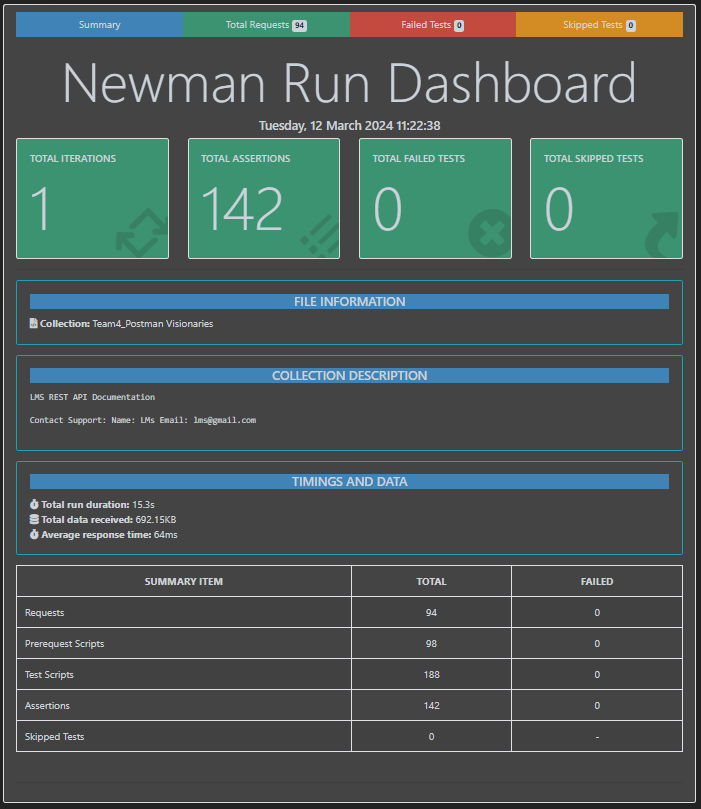 Summary Total Requests 94 Failed Tests 0 Skipped Tests 0
Newman Run Dashboard
Tuesday, 12 March 2024 11:22:38
TOTAL ITERATIONS TOTAL ASSERTIONS TOTAL FAILED TESTS TOTAL SKIPPED TESTS
1 142 0 0
FILE INFORMATION
Collection: Team4_Postman Visionaries
COLLECTION DESCRIPTION
LMS REST API Documentation
Contact Support: Name: LMs Email: lms@gmail.com
TIMINGS AND DATA
Total run duration: 15.3s
Total data received: 692.15KB
Average response time: 64ms
SUMMARY ITEM TOTAL FAILED
Requests 94 0
Prerequest Scripts 98 0
Test Scripts 188 0
Assertions 142 0
Skipped Tests 0 -